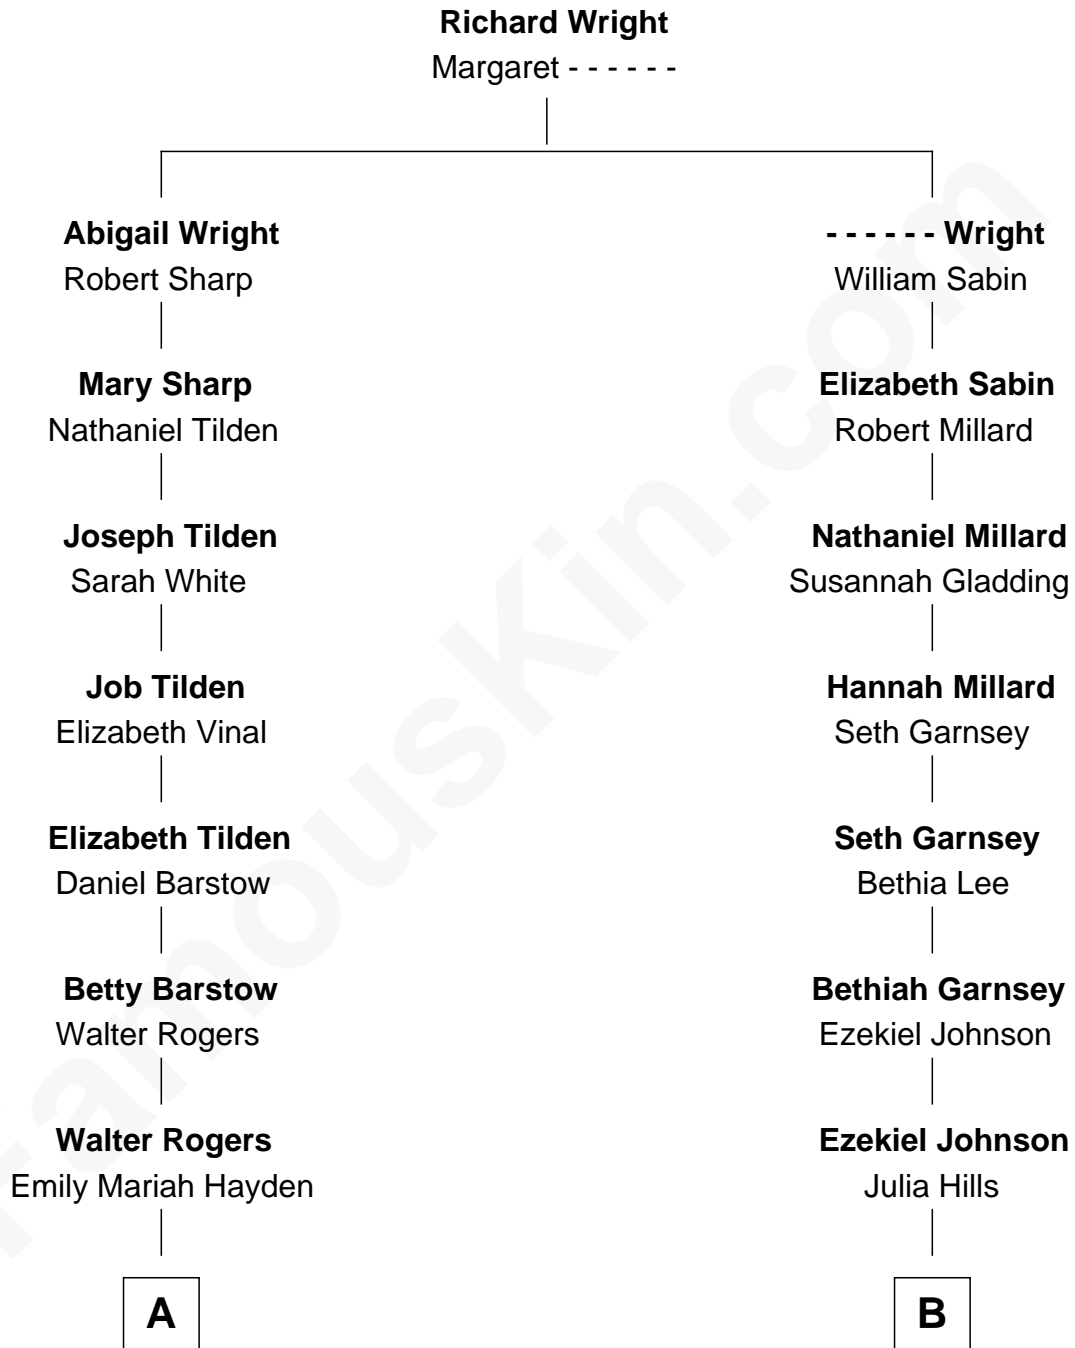 Richard Wright
Margaret - - - - - -
Abigail Wright
Robert Sharp
- - - - - - Wright
William Sabin
Mary Sharp
Nathaniel Tilden
Elizabeth Sabin
Robert Millard
Joseph Tilden
Sarah White
Nathaniel Millard
Susannah Gladding
Job Tilden
Elizabeth Vinal
Hannah Millard
Seth Garnsey
Elizabeth Tilden
Daniel Barstow
Seth Garnsey
Bethia Lee
Betty Barstow
Walter Rogers
Bethiah Garnsey
Ezekiel Johnson
Walter Rogers
Emily Mariah Hayden
Ezekiel Johnson
Julia Hills
A
B
FamousKin.com